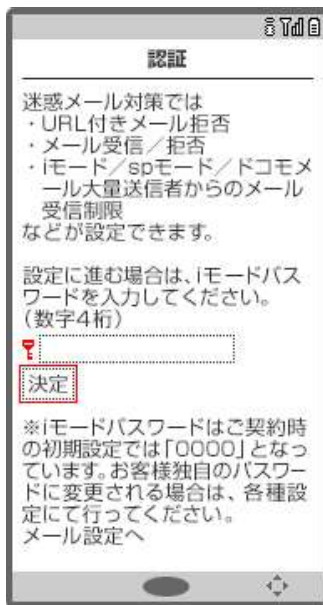 認証
迷惑メール対策では
・URL付きメール拒否
・メール受信／拒否
・iモード／spモード／ドコモメ
ール大量送信者からのメール
受信制限
などが設定できます。
設定に進む場合は、iモードパス
ワードを入力してください。
(数字4桁)
決定
※iモードパスワードはご契約時
の初期設定では「0000」となっ
ています。お客様独自のパスワー
ドに変更される場合は、各種設
定にて行ってください。
メール設定へ